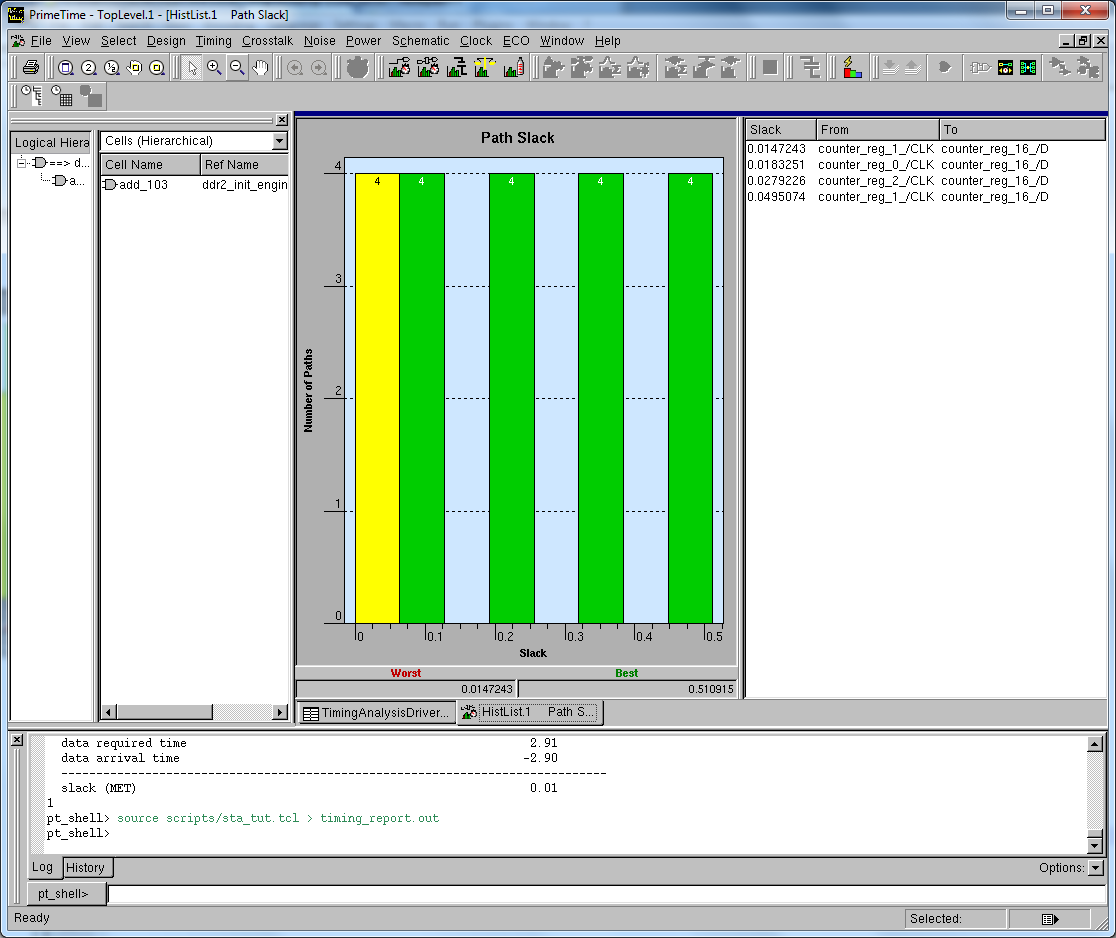 PrimeTime - TopLevel.1 - [HistList.1 Path Slack]
File View Select Design Timing Crosstalk Noise Power Schematic Clock ECO Window Help
Logical Hiera
==> d...
a...
Cells (Hierarchical)
Cell Name Ref Name
add_103 ddr2_init_engin
Path Slack
Number of Paths
4
3
2
1
0
4 4 4 4 4
0 0.1 0.2 0.3 0.4 0.5
Slack
Worst Best
0.0147243 0.510915
TimingAnalysisDriver... HistList.1 Path S...
Slack From To
0.0147243 counter_reg_1_/CLK counter_reg_16_/D
0.0183251 counter_reg_0_/CLK counter_reg_16_/D
0.0279226 counter_reg_2_/CLK counter_reg_16_/D
0.0495074 counter_reg_1_/CLK counter_reg_16_/D
data required time 2.91
data arrival time -2.90
------------------------------------------------------------------------------
slack (MET) 0.01
1
pt_shell> source scripts/sta_tut.tcl > timing_report.out
pt_shell>
Log History Options:
pt_shell>
Ready Selected: